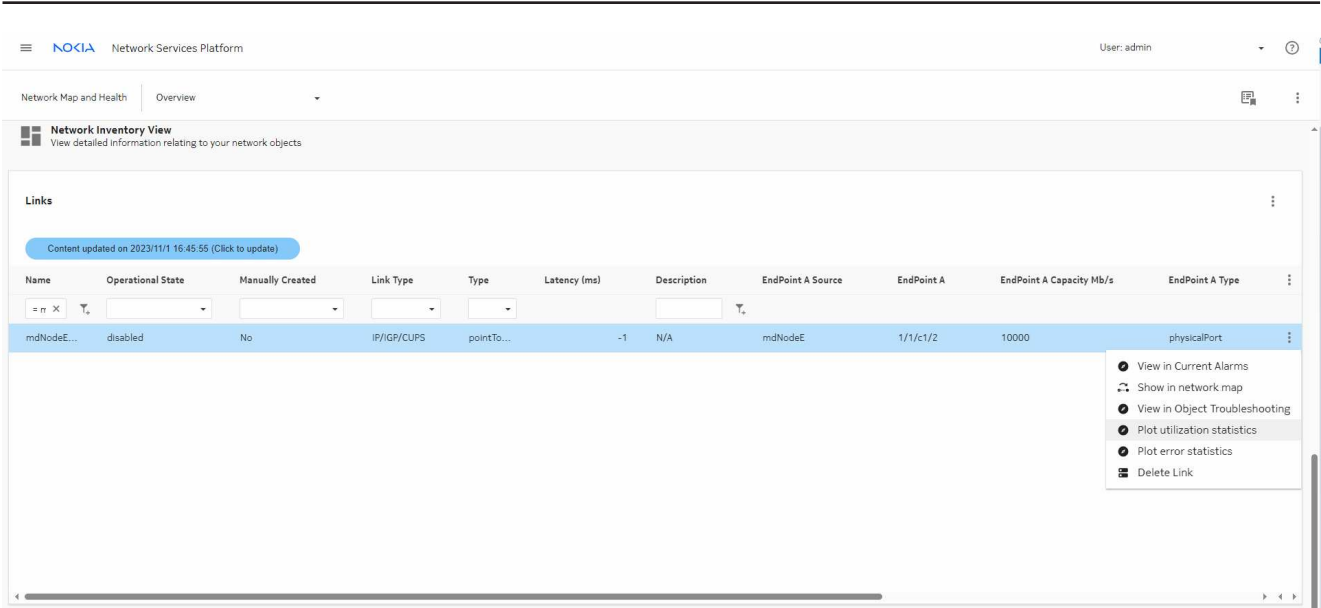 NOKIA Network Services Platform User: admin
Network Map and Health Overview
Network Inventory View
View detailed information relating to your network objects
Links
Content updated on 2023/11/1 16:45:55 (Click to update)
Name Operational State Manually Created Link Type Type Latency (ms) Description EndPoint A Source EndPoint A EndPoint A Capacity Mb/s EndPoint A Type
mdNodeE... disabled No IP/IGP/CUPS pointTo... -1 N/A mdNodeE 1/1/c1/2 10000 physicalPort
View in Current Alarms
Show in network map
View in Object Troubleshooting
Plot utilization statistics
Plot error statistics
Delete Link